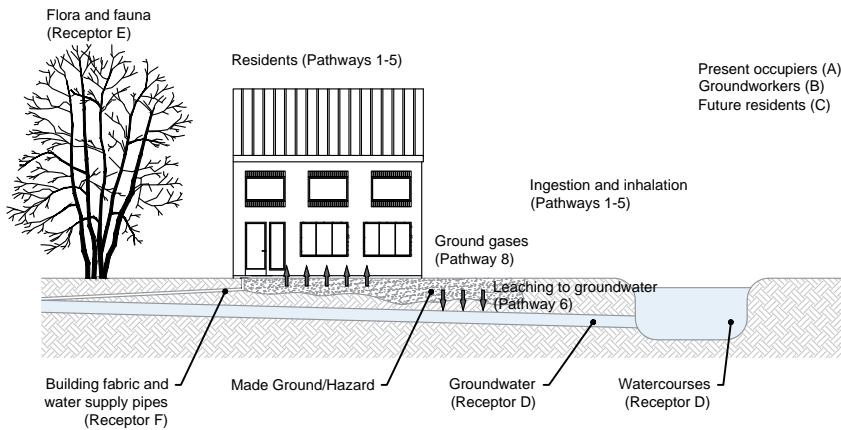 Flora and fauna
(Receptor E)
Residents (Pathways 1-5)
Present occupiers (A)
Groundworkers (B)
Future residents (C)
Ingestion and inhalation
(Pathways 1-5)
Ground gases
(Pathway 8)
Leaching to groundwater
(Pathway 6)
Building fabric and
water supply pipes
(Receptor F)
Made Ground/Hazard
Groundwater
(Receptor D)
Watercourses
(Receptor D)